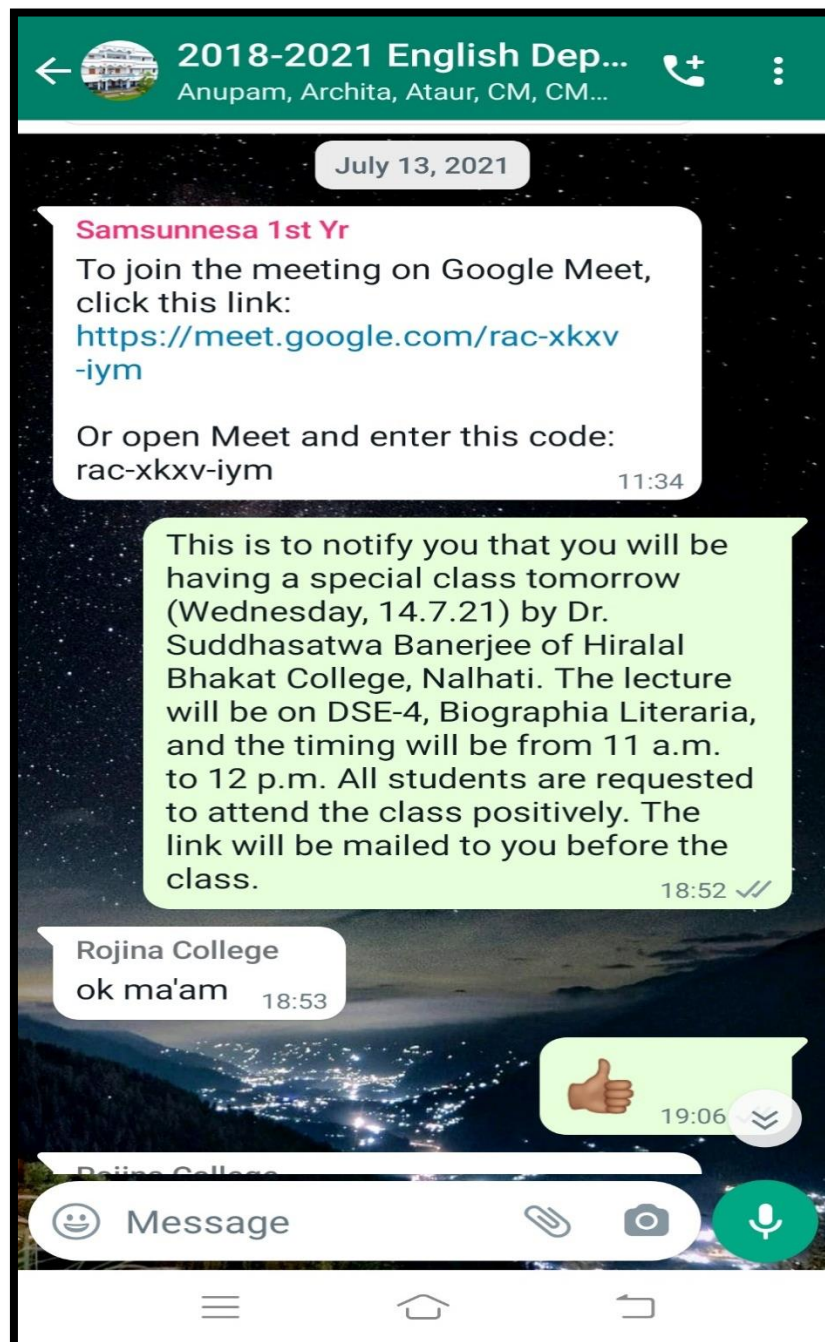 2018-2021 English Dep...
Anupam, Archita, Ataur, CM, CM...
July 13, 2021
Samsunnesa 1st Yr
To join the meeting on Google Meet,
click this link:
https://meet.google.com/rac-xkxv
-iym
Or open Meet and enter this code:
rac-xkxv-iym
11:34
This is to notify you that you will be
having a special class tomorrow
(Wednesday, 14.7.21) by Dr.
Suddhasatwa Banerjee of Hiralal
Bhakat College, Nalhati. The lecture
will be on DSE-4, Biographia Literaria,
and the timing will be from 11 a.m.
to 12 p.m. All students are requested
to attend the class positively. The
link will be mailed to you before the
class.
18:52
Rojina College
ok ma'am 18:53
👍🏽
19:06
Rojina College
Message